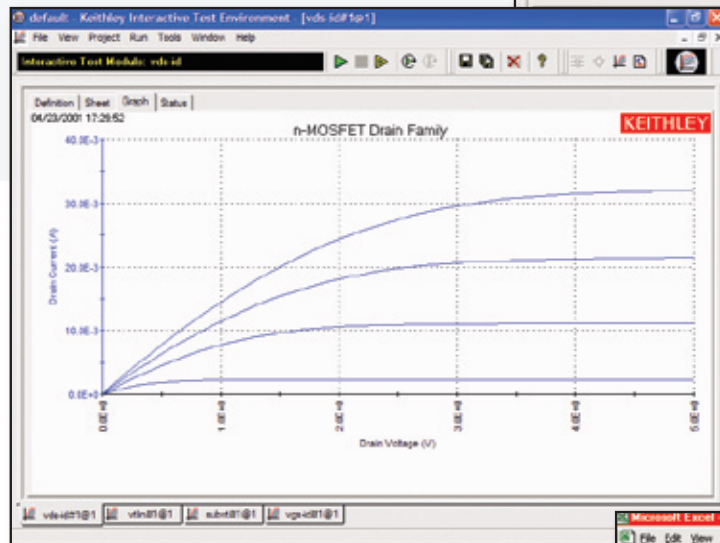 default - Keithley Interactive Test Environment - [vds id#1@1]
File View Project Run Tools Window Help
Interactive Test Module: vds-id
Definition Sheet Graph Status
04/23/2001 17:29:52
n-MOSFET Drain Family
KEITHLEY
40.0E-3
30.0E-3
20.0E-3
10.0E-3
0.0E+0
Drain Current (A)
0.0E+0 1.0E+0 2.0E+0 3.0E+0 4.0E+0 5.0E+0
Drain Voltage (V)
vds-id#1@1 vtlin#1@1 subvt#1@1 vgs-id#1@1
Microsoft Excel
File Edit View